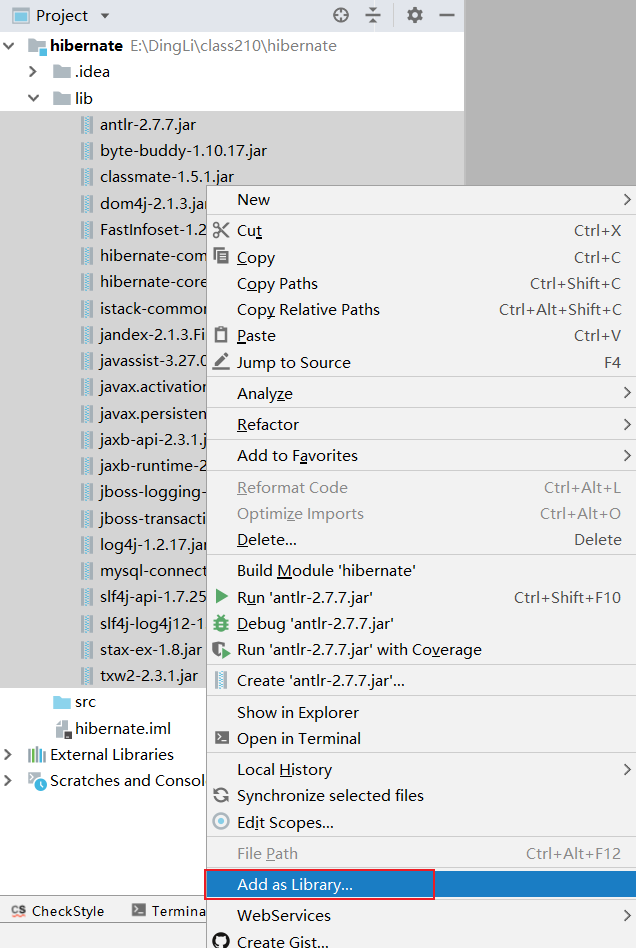 Project
hibernate E:\DingLi\class210\hibernate
.idea
lib
antlr-2.7.7.jar
byte-buddy-1.10.17.jar
classmate-1.5.1.jar
dom4j-2.1.3.jar
FastInfoset-1.2
hibernate-com
hibernate-core
istack-common
jandex-2.1.3.Fi
javassist-3.27.0
javax.activation
javax.persisten
jaxb-api-2.3.1.j
jaxb-runtime-2
jboss-logging-
jboss-transacti
log4j-1.2.17.jar
mysql-connect
slf4j-api-1.7.25
slf4j-log4j12-1
stax-ex-1.8.jar
txw2-2.3.1.jar
src
hibernate.iml
External Libraries
Scratches and Consol
New
Cut Ctrl+X
Copy Ctrl+C
Copy Paths Ctrl+Shift+C
Copy Relative Paths Ctrl+Alt+Shift+C
Paste Ctrl+V
Jump to Source F4
Analyze
Refactor
Add to Favorites
Reformat Code Ctrl+Alt+L
Optimize Imports Ctrl+Alt+O
Delete... Delete
Build Module 'hibernate'
Run 'antlr-2.7.7.jar' Ctrl+Shift+F10
Debug 'antlr-2.7.7.jar'
Run 'antlr-2.7.7.jar' with Coverage
Create 'antlr-2.7.7.jar'...
Show in Explorer
Open in Terminal
Local History
Synchronize selected files
Edit Scopes...
File Path Ctrl+Alt+F12
Add as Library...
WebServices
Create Gist...
CS CheckStyle Termina